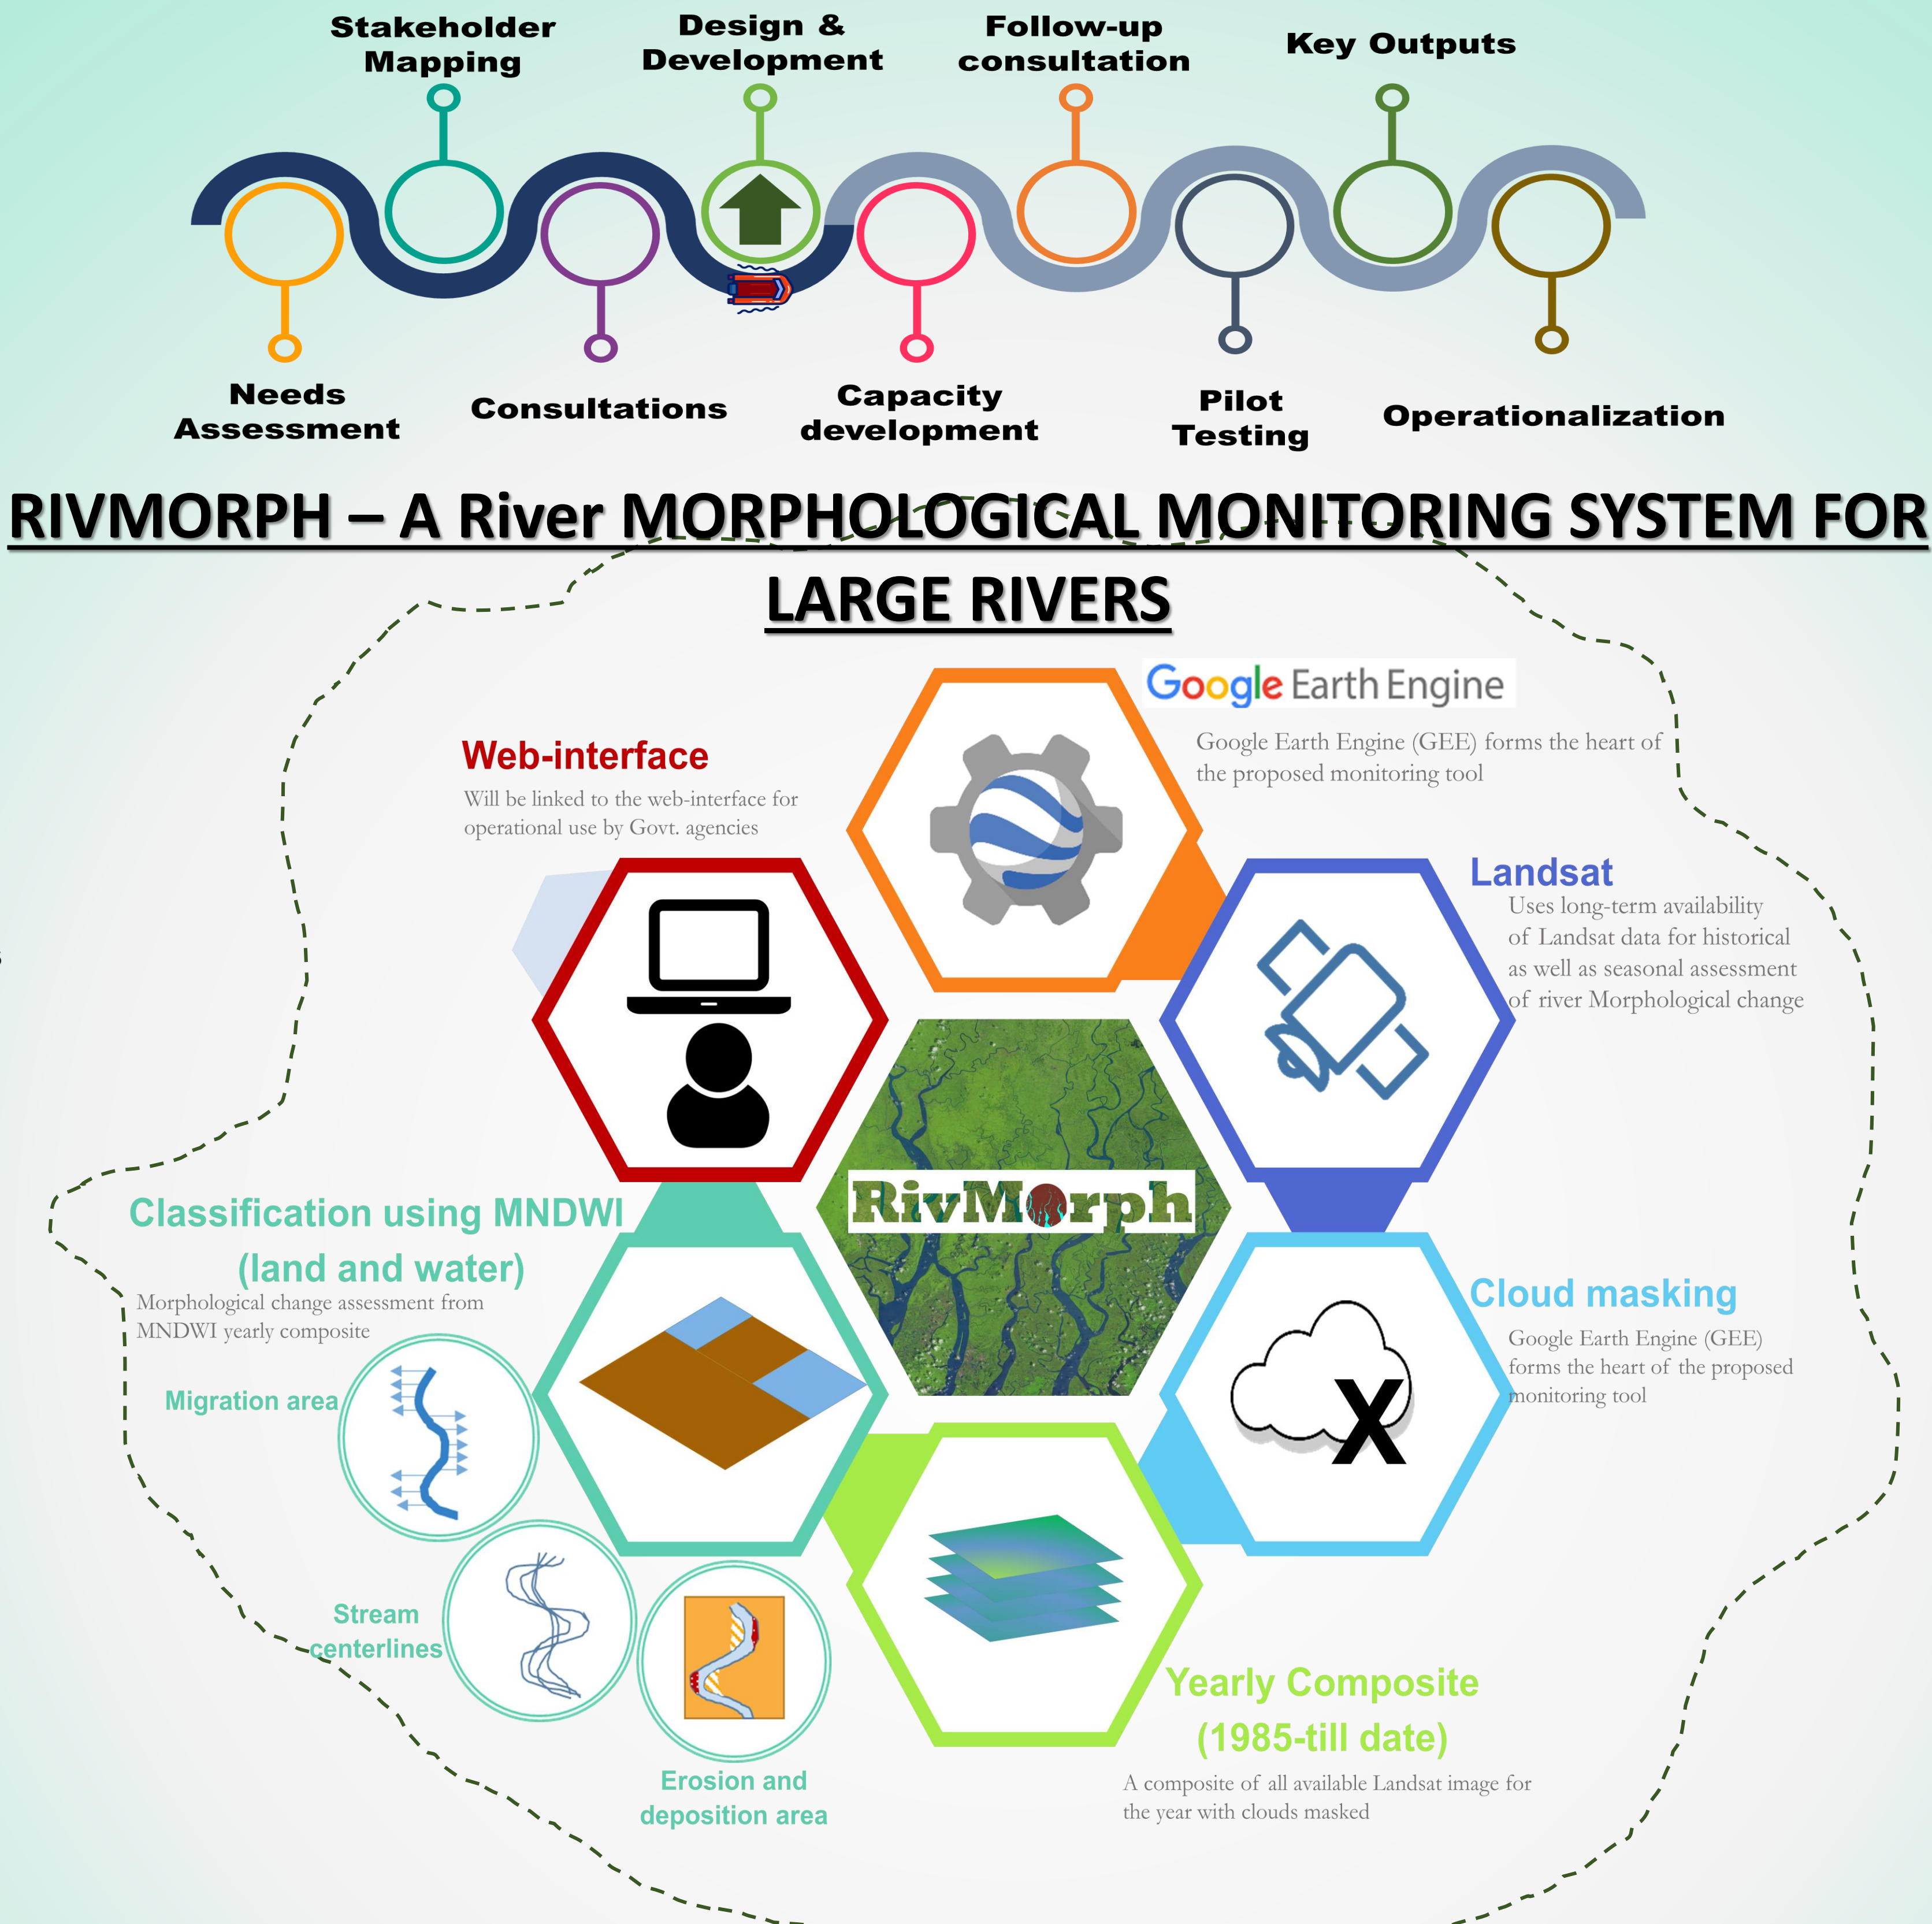 Stakeholder
Mapping
Design &
Development
Follow-up
consultation
Key Outputs
Needs
Assessment
Consultations
Capacity
development
Pilot
Testing
Operationalization
RIVMORPH – A River MORPHOLOGICAL MONITORING SYSTEM FOR
LARGE RIVERS
Google Earth Engine
Google Earth Engine (GEE) forms the heart of
the proposed monitoring tool
Web-interface
Will be linked to the web-interface for
operational use by Govt. agencies
Landsat
Uses long-term availability
of Landsat data for historical
as well as seasonal assessment
of river Morphological change
RivMorph
Classification using MNDWI
(land and water)
Morphological change assessment from
MNDWI yearly composite
Cloud masking
Google Earth Engine (GEE)
forms the heart of the proposed
monitoring tool
X
Migration area
Stream
centerlines
Erosion and
deposition area
Yearly Composite
(1985-till date)
A composite of all available Landsat image for
the year with clouds masked